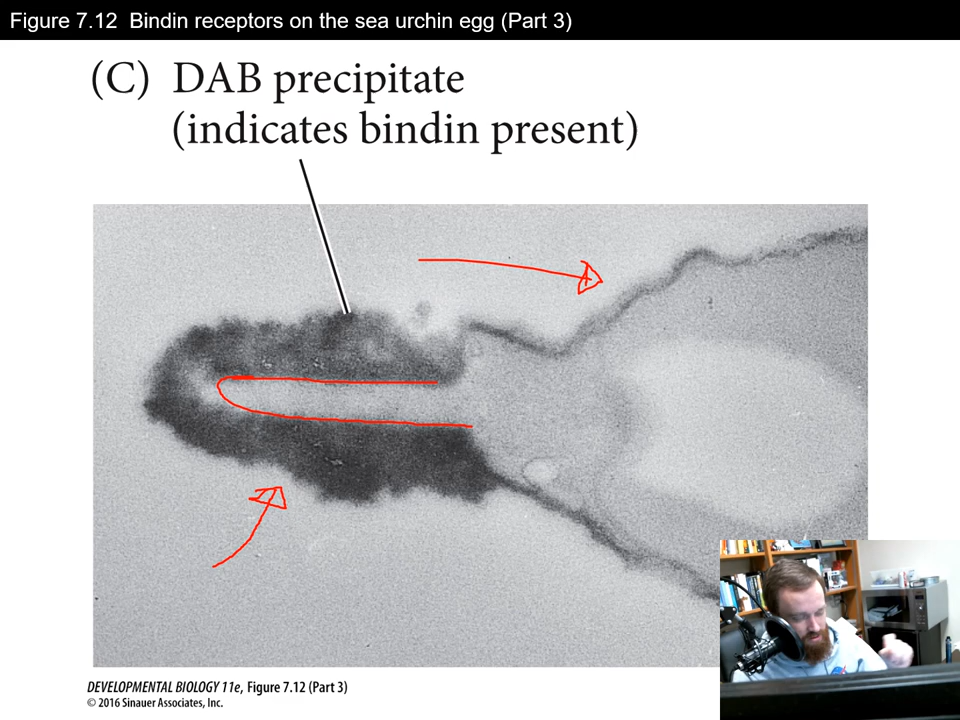 Figure 7.12 Bindin receptors on the sea urchin egg (Part 3)
(C) DAB precipitate
(indicates bindin present)
DEVELOPMENTAL BIOLOGY 11e, Figure 7.12 (Part 3)
© 2016 Sinauer Associates, Inc.